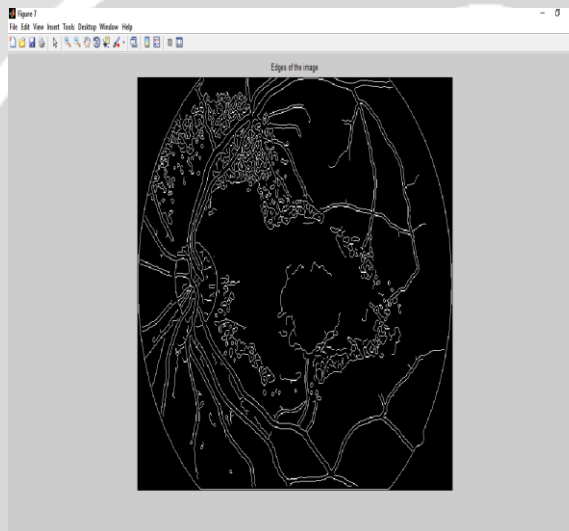 Figure 7
File Edit View Insert Tools Desktop Window Help
Edges of the image